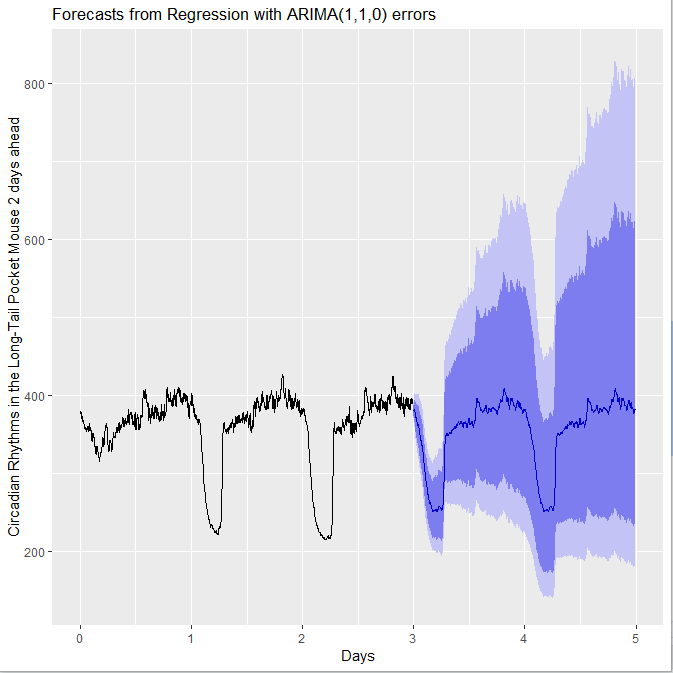 Forecasts from Regression with ARIMA(1,1,0) errors
Circadian Rhythms in the Long-Tail Pocket Mouse 2 days ahead
800
600
400
200
0 1 2 3 4 5
Days